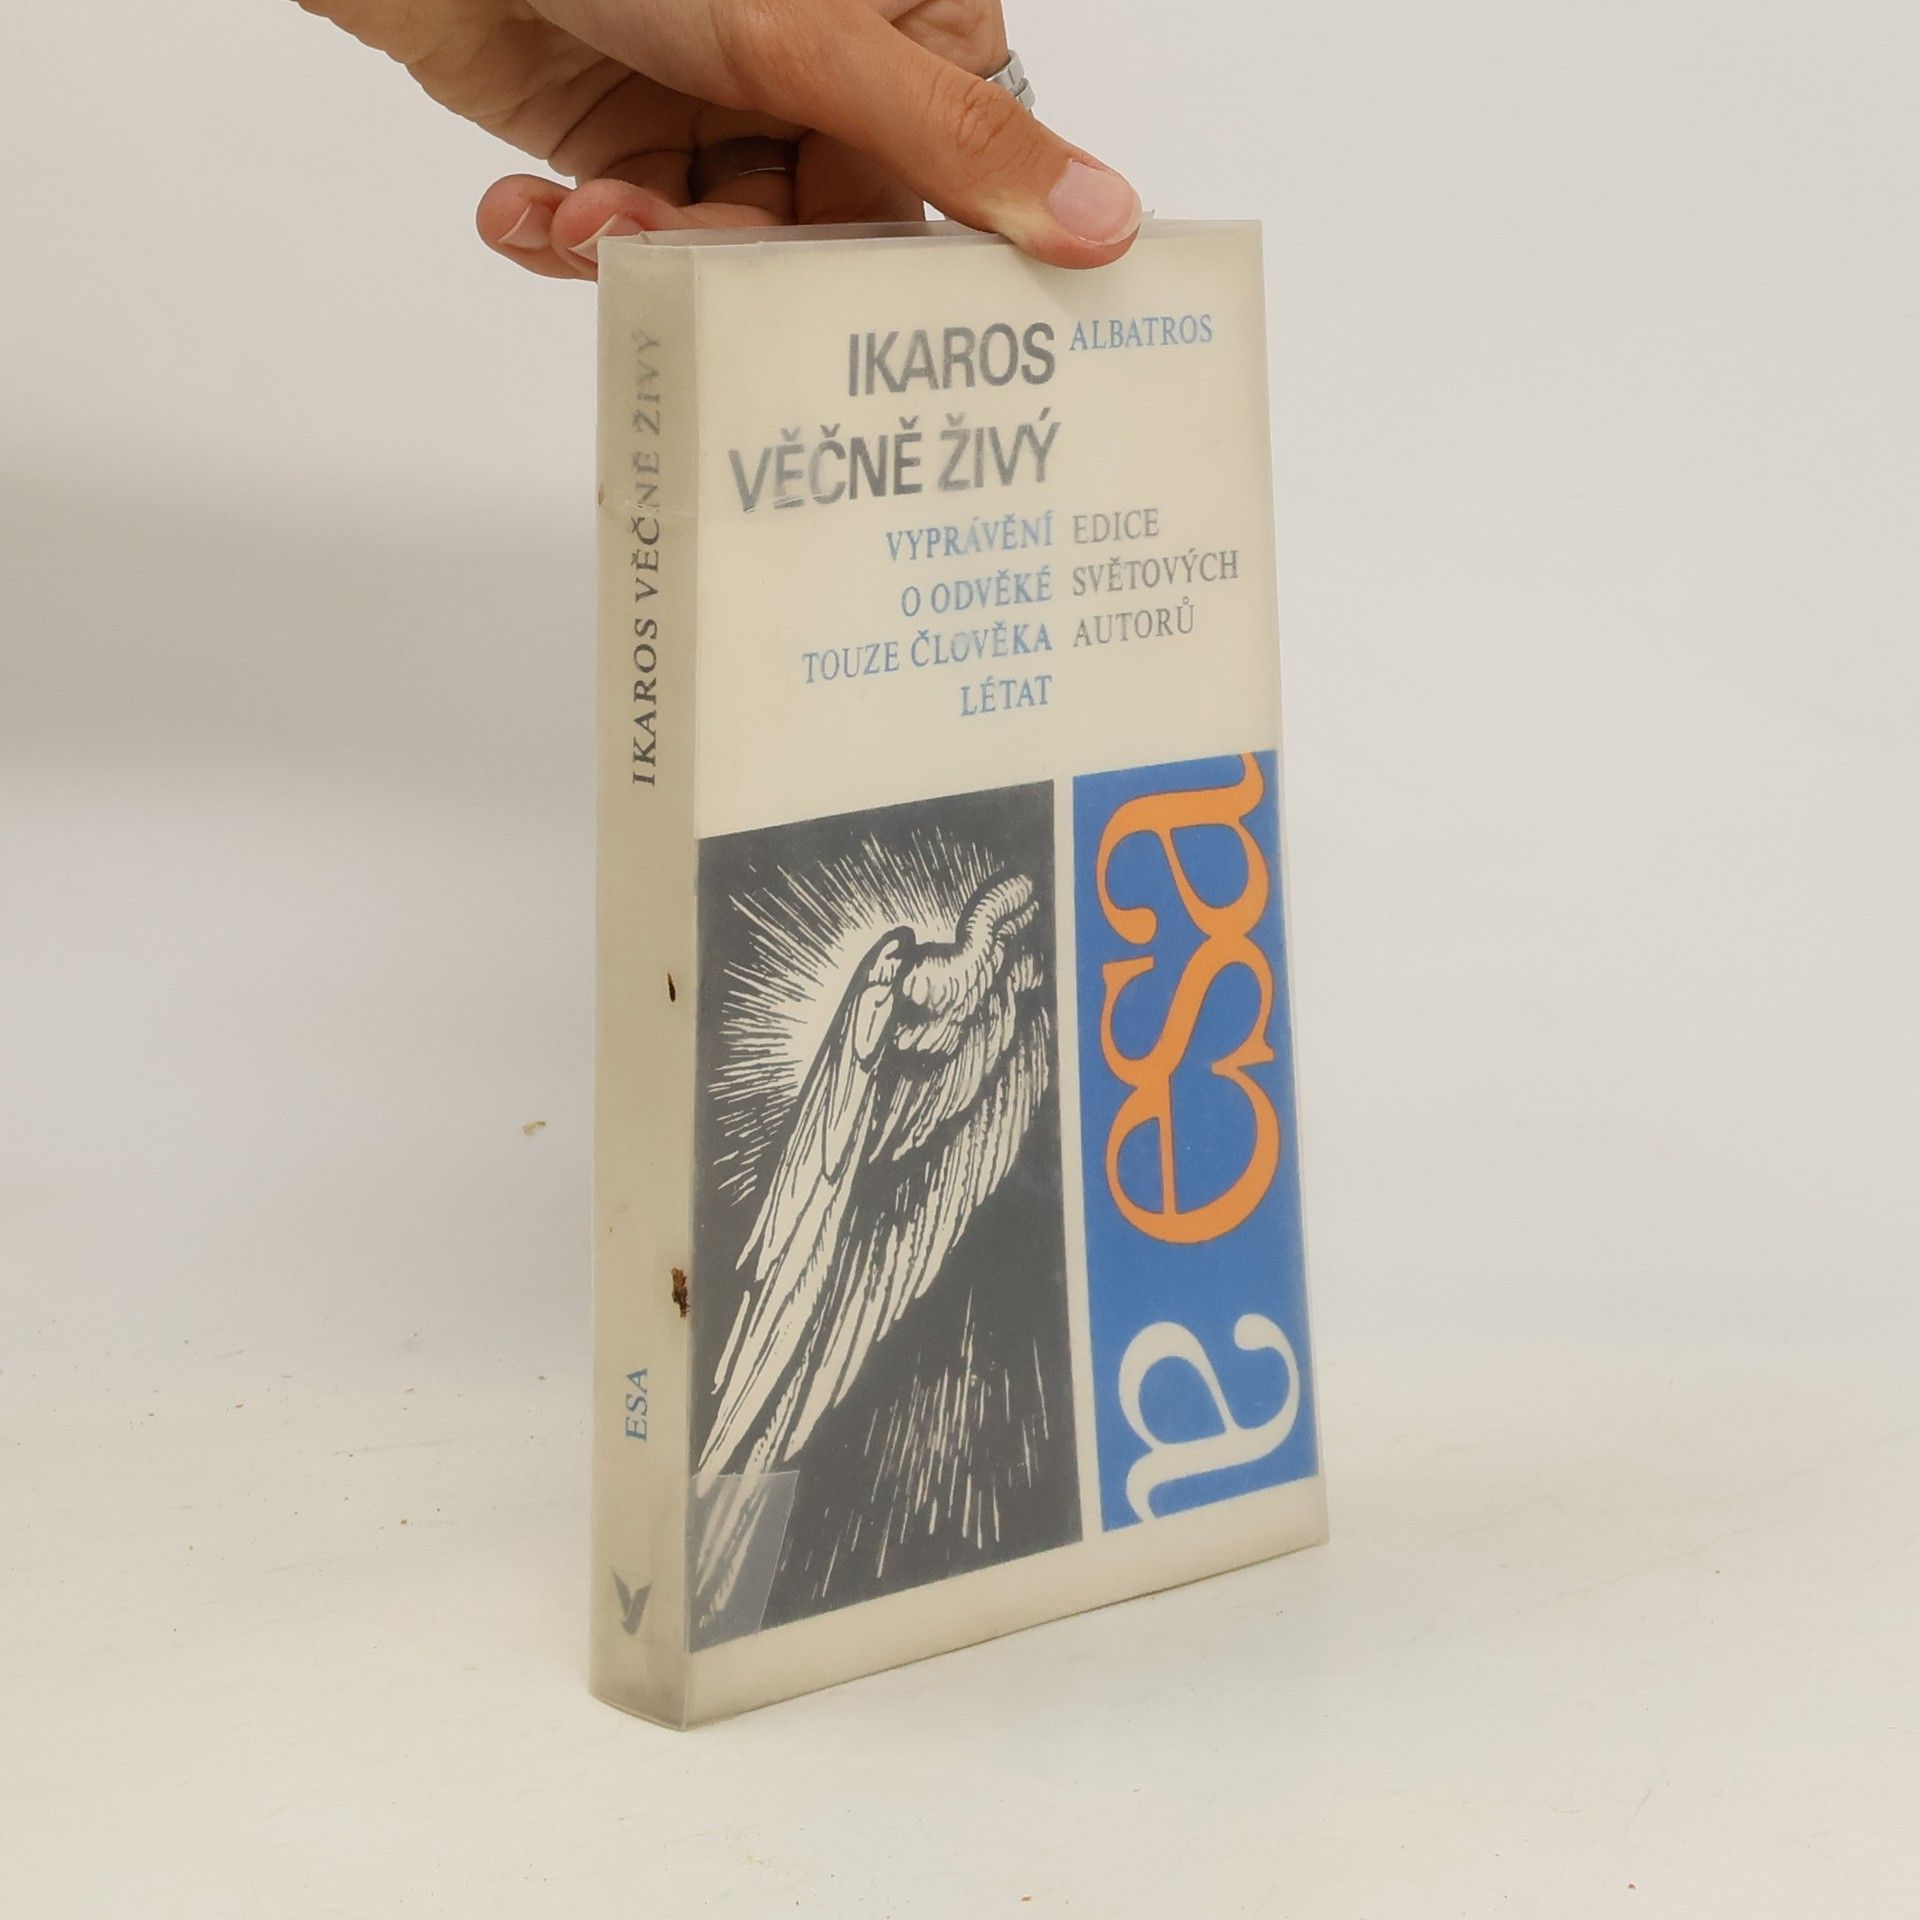 IKAROS
VĚČNĚ ŽIVÝ
VYPRÁVĚNÍ
O ODVĚKÉ
TOUZE ČLOVĚKA
LÉTAT
ALBATROS
EDICE
SVĚTOVÝCH
AUTORŮ
esa
IKAROS VĚČNĚ ŽIVÝ
ESA